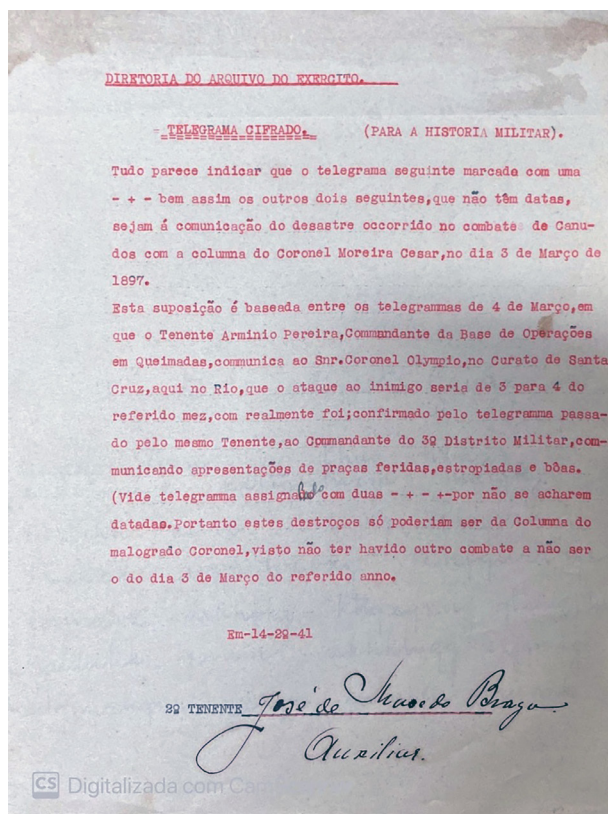 DIRETORIA DO ARQUIVO DO EXERCITO.
TELEGRAMA CIFRADO. (PARA A HISTORIA MILITAR).
Tudo parece indicar que o telegrama seguinte marcada com uma
- + - bem assim os outros dois seguintes,que não têm datas,
sejam á comunicação do desastre occorrido no combate de Canu-
dos com a columna do Coronel Moreira Cesar,no dia 3 de Março de
1897.
Esta suposição é baseada entre os telegrammas de 4 de Março,em
que o Tenente Arminio Pereira,Commandante da Base de Operações
em Queimadas,communica ao Snr.Coronel Olympio,no Curato de Santa
Cruz,aqui no Rio,que o ataque ao inimigo seria de 3 para 4 do
referido mez,com realmente foi;confirmado pelo telegramma passa-
do pelo mesmo Tenente,ao Commandante do 3º Distrito Militar,com-
municando apresentações de praças feridas,estropiadas e bôas.
(Vide telegramma assignalado com duas - + - +-por não se acharem
datadas.Portanto estes destroços só poderiam ser da Columna do
malogrado Coronel,visto não ter havido outro combate a não ser
o do dia 3 de Março do referido anno.
Em-14-2º-41
2º TENENTE José de Macedo Braga
Auxiliar.
CS Digitalizada com Cam